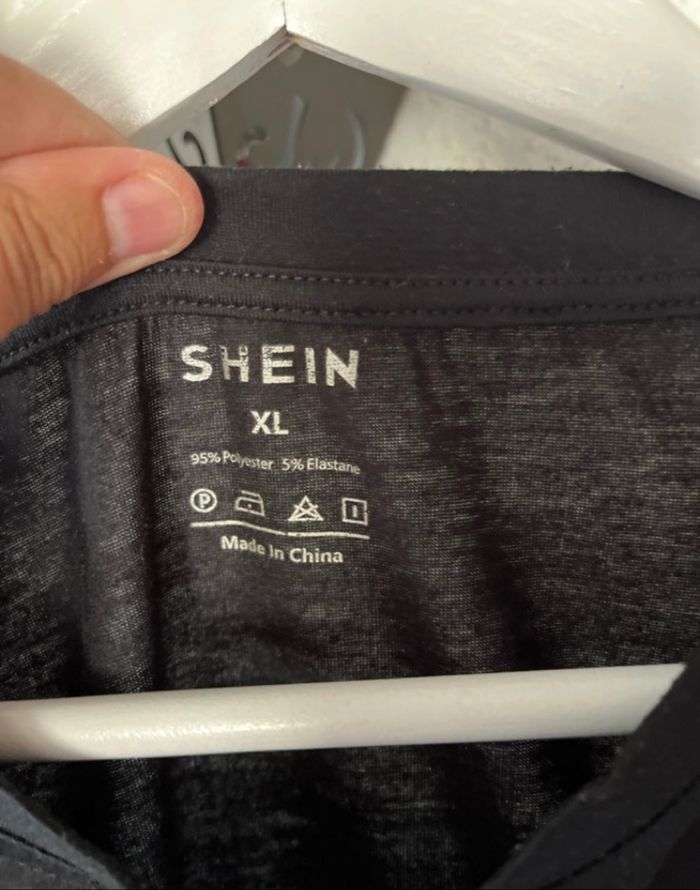 SHEIN
XL
95% Polyester 5% Elastane
P
Made In China